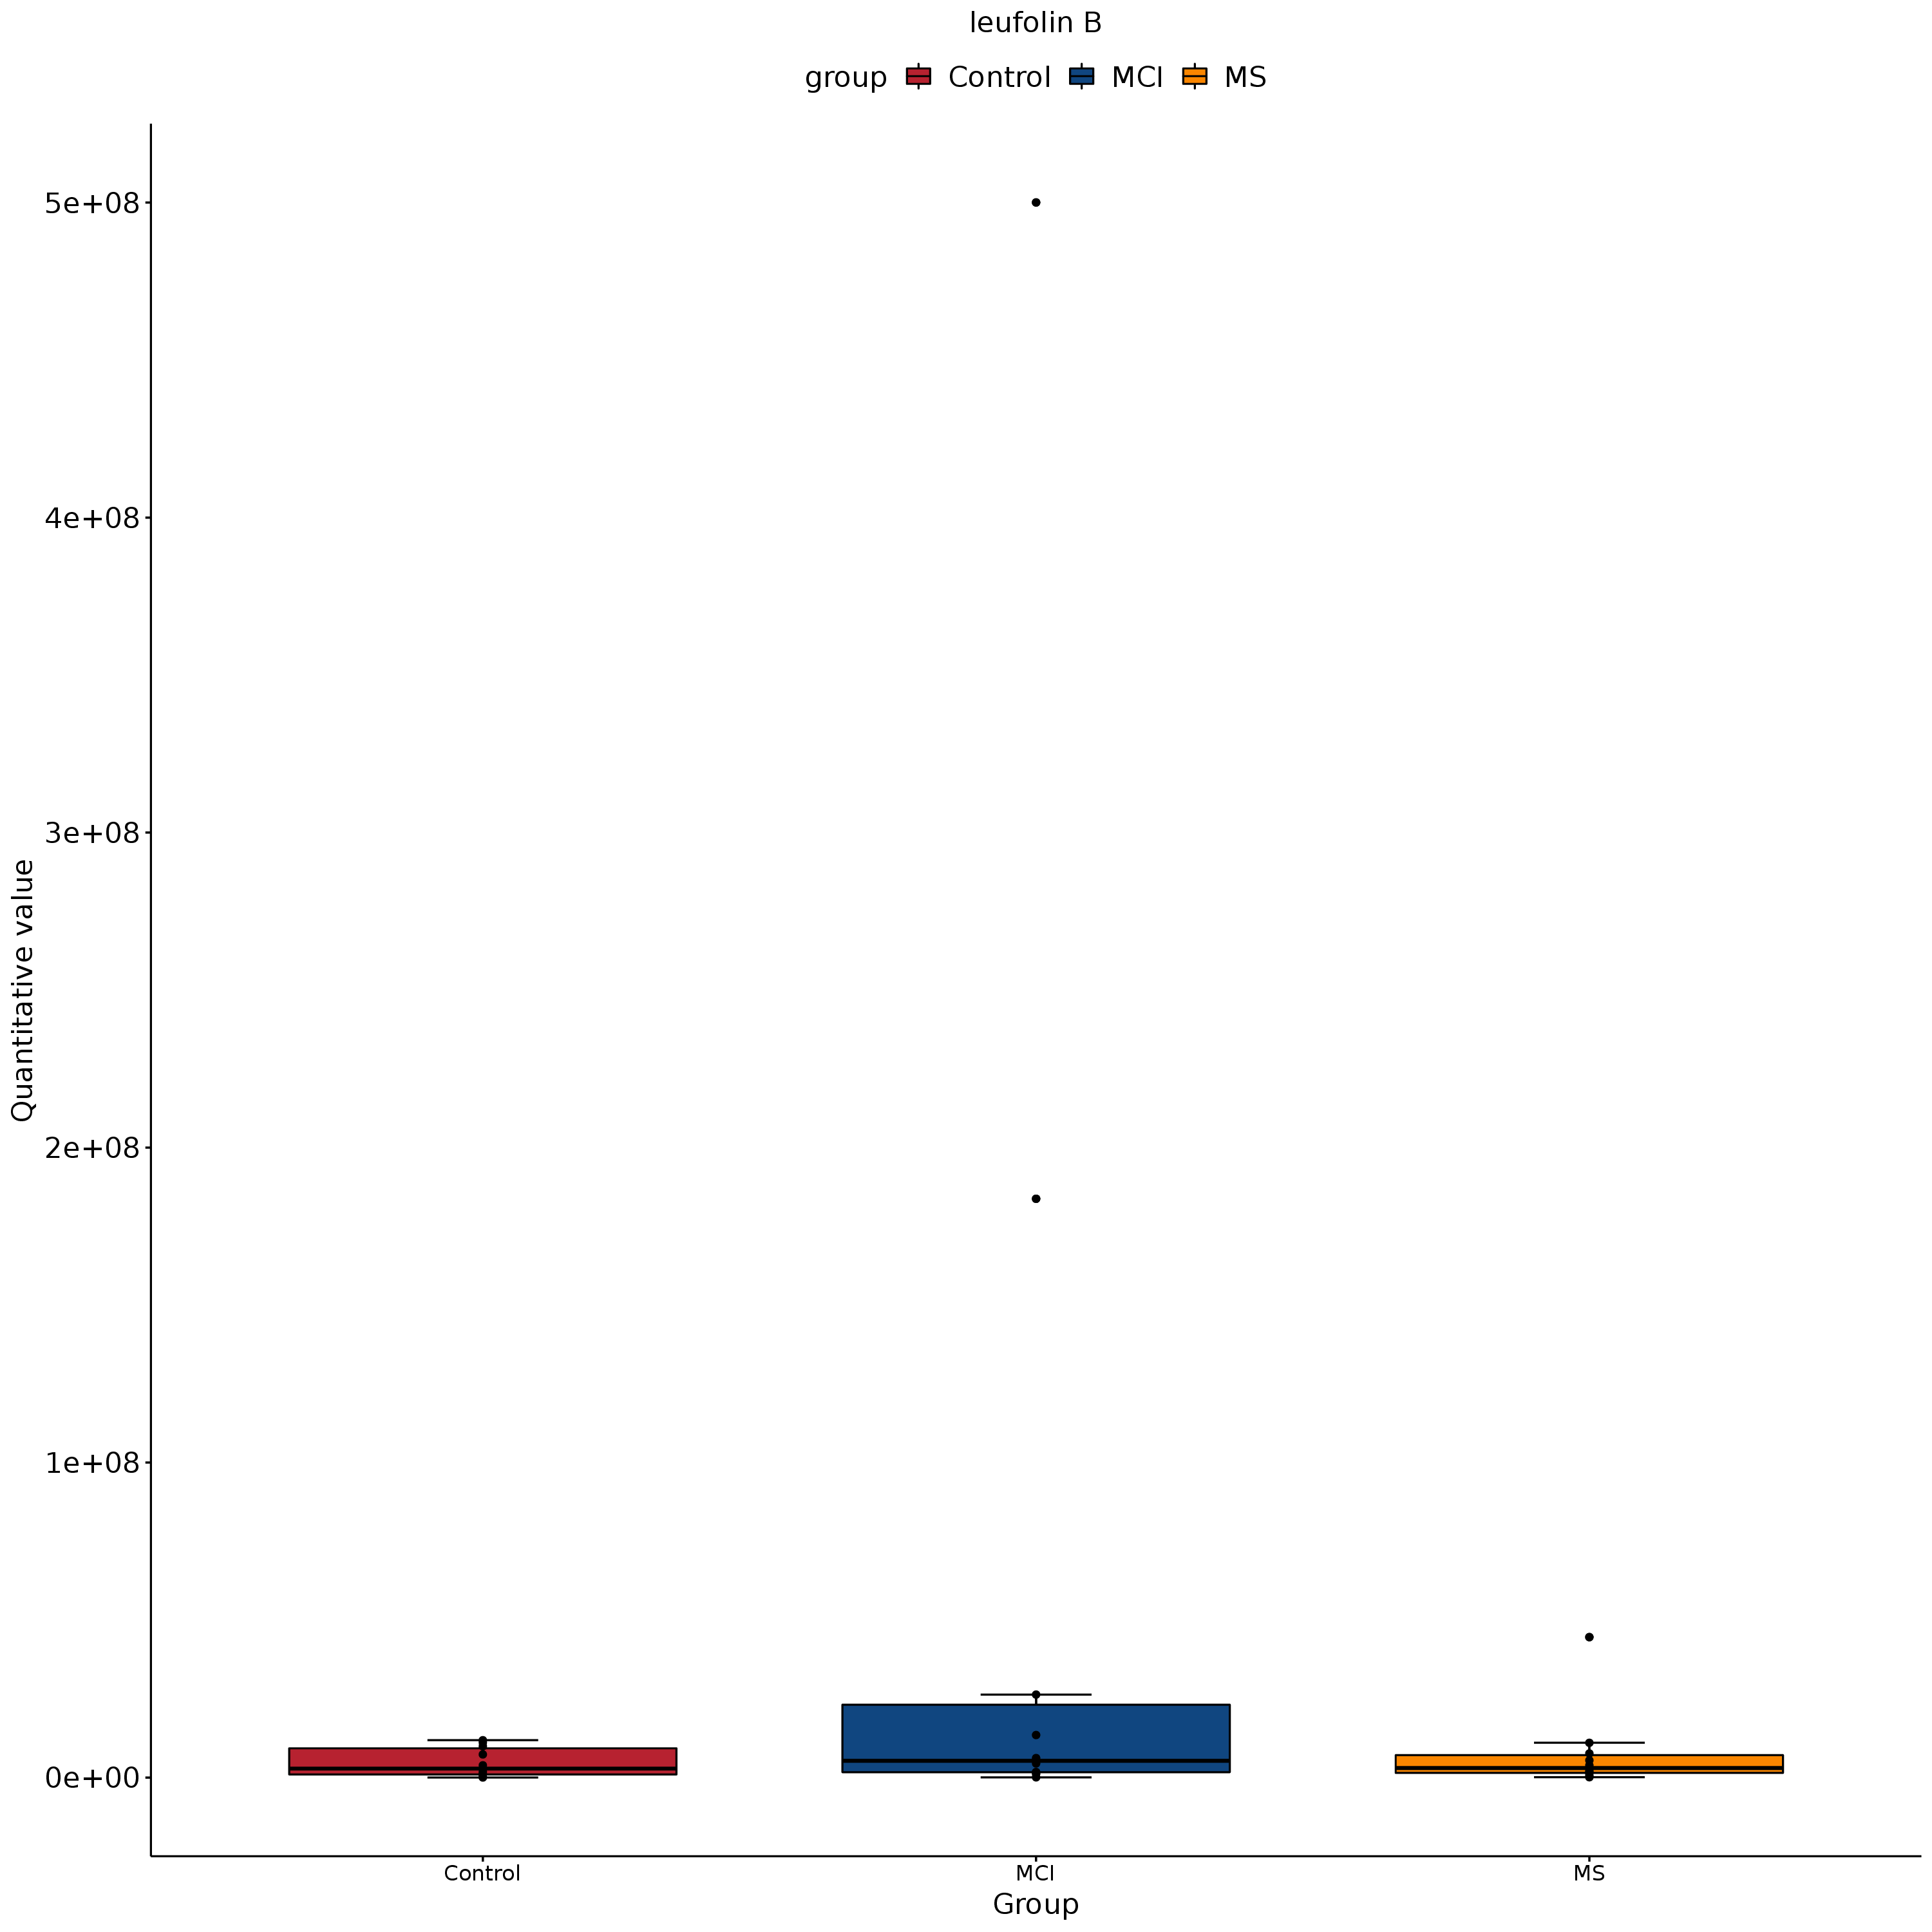 leufolin B
group Control MCI MS
5e+08
4e+08
3e+08
2e+08
1e+08
0e+00
Quantitative value
Control MCI MS
Group